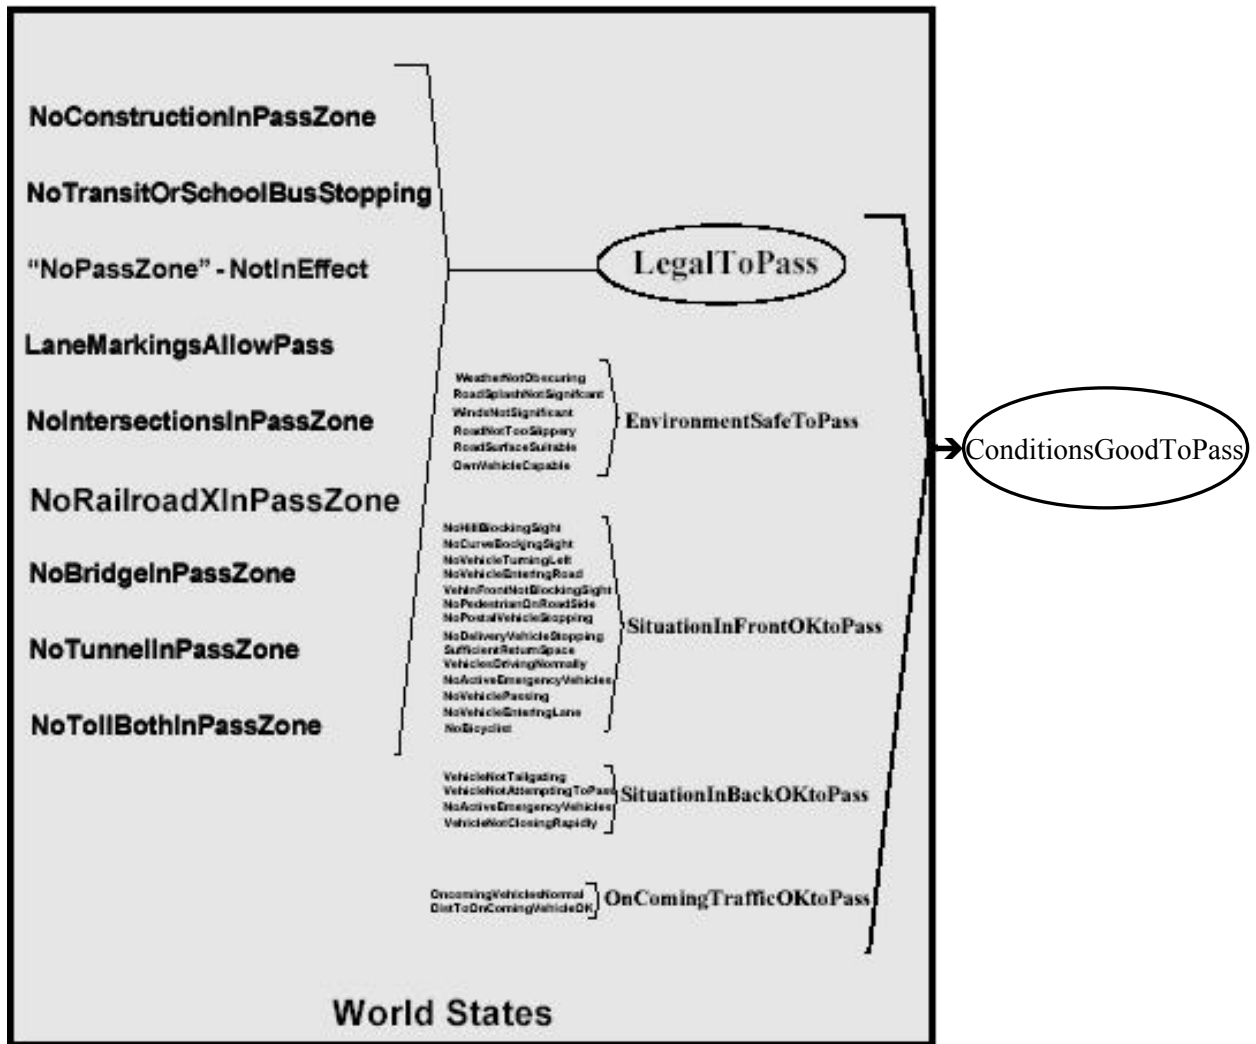 NoConstructionInPassZone
NoTransitOrSchoolBusStopping
“NoPassZone” - NotInEffect
LaneMarkingsAllowPass
NoIntersectionsInPassZone
NoRailroadXInPassZone
NoBridgeInPassZone
NoTunnelInPassZone
NoTollBothInPassZone
LegalToPass
WeatherNotObscuring
RoadSplashNotSignifcant
WindsNotSignificant
RoadNotTooSlippery
RoadSurfaceSuitable
OwnVehicleCapable
EnvironmentSafeToPass
NoHillBlockingSight
NoCurveBockjngSight
NoVehicleTurningLeft
NoVehicleEnteringRoad
VehInFrontNotBlockingSight
NoPedestrianOnRoadSide
NoPostalVehicleStopping
NoDeliveryVehicleStopping
SufficientReturnSpace
VehiclesDrivingNormally
NoActiveEmergencyVehicles
NoVehiclePassing
NoVehicleEnteringLane
NoBicyclist
SituationInFrontOKtoPass
VehicleNotTailgating
VehicleNotAttemptingToPass
NoActiveEmergencyVehicles
VehicleNotClosingRapidly
SituationInBackOKtoPass
OncomingVehiclesNormal
DistToOnComingVehicleOK
OnComingTrafficOKtoPass
ConditionsGoodToPass
World States